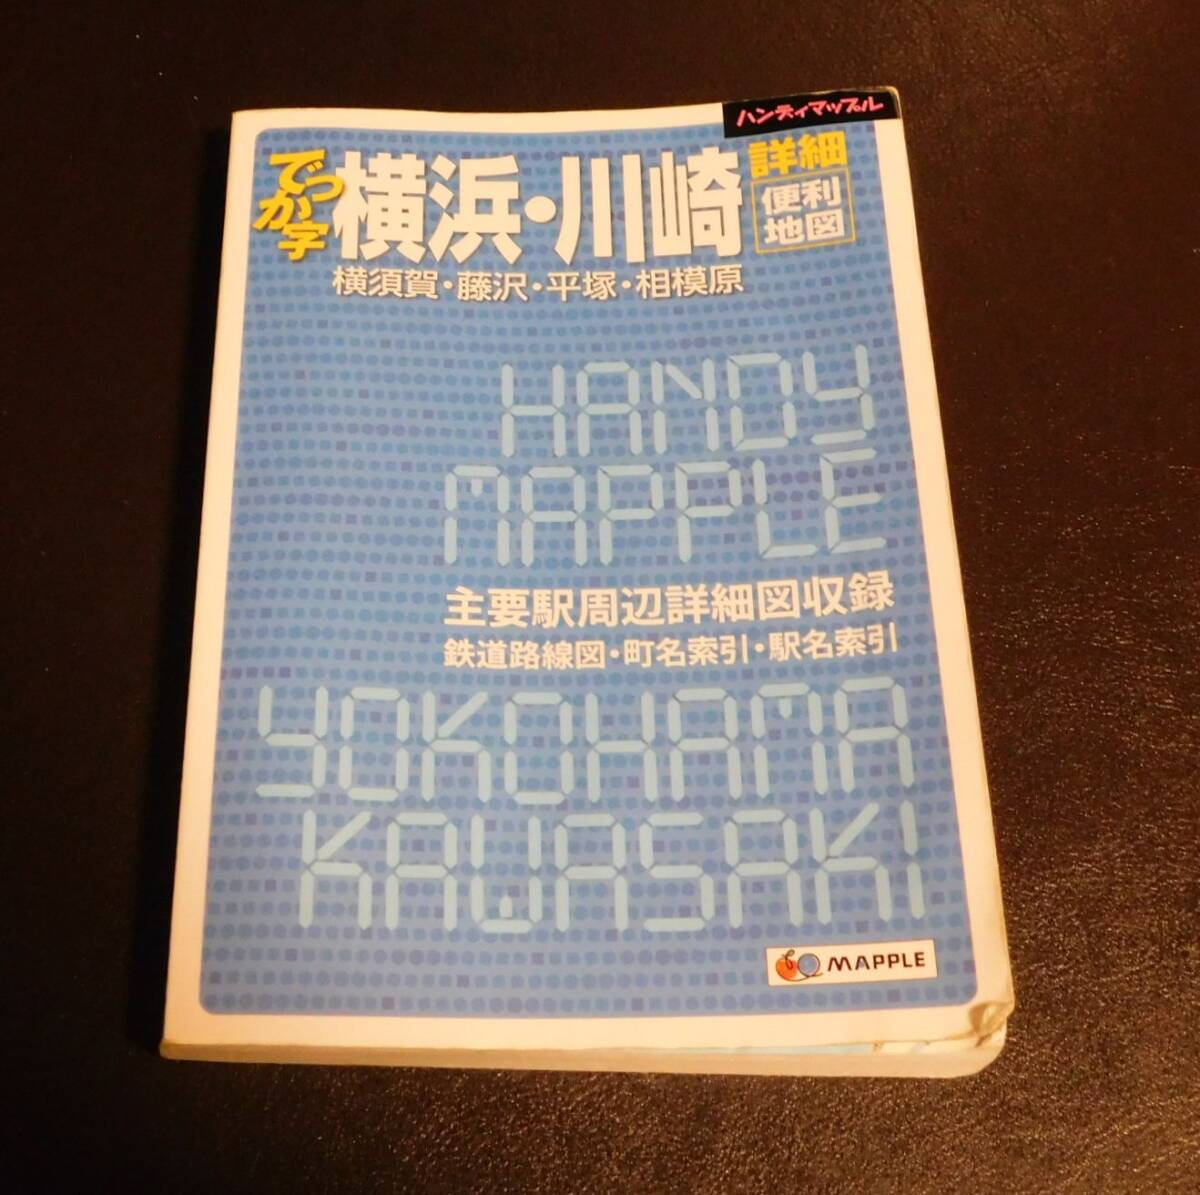 ハンディマップル
でっか字
横浜・川崎
詳細
便利
地図
横須賀・藤沢・平塚・相模原
HANDY
MAPPLE
主要駅周辺詳細図収録
鉄道路線図・町名索引・駅名索引
YOKOHAMA
KAWASAKI
MAPPLE